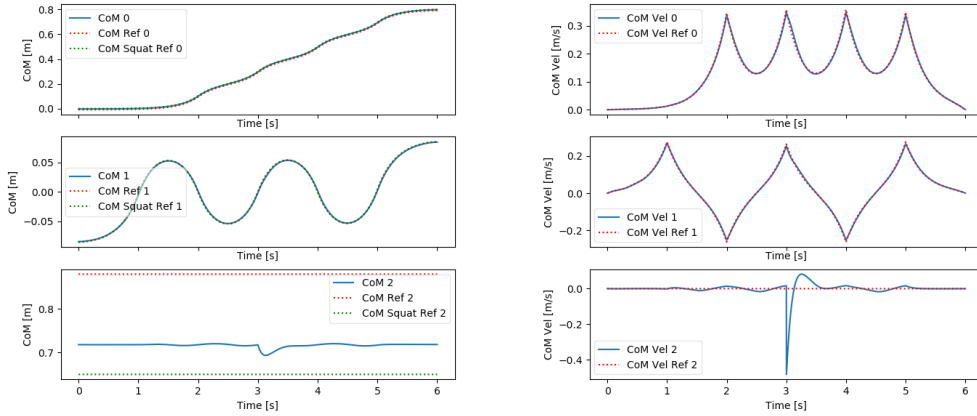 0.8
0.6
0.4
0.2
0.0
CoM [m]
CoM 0
CoM Ref 0
CoM Squat Ref 0
Time [s]
0.3
0.2
0.1
0.0
CoM Vel [m/s]
CoM Vel 0
CoM Vel Ref 0
Time [s]
0.05
0.00
−0.05
CoM [m]
CoM 1
CoM Ref 1
CoM Squat Ref 1
Time [s]
0.2
0.0
−0.2
CoM Vel [m/s]
CoM Vel 1
CoM Vel Ref 1
Time [s]
0.8
0.7
CoM [m]
CoM 2
CoM Ref 2
CoM Squat Ref 2
0 1 2 3 4 5 6
Time [s]
0.0
−0.2
−0.4
CoM Vel [m/s]
CoM Vel 2
CoM Vel Ref 2
0 1 2 3 4 5 6
Time [s]